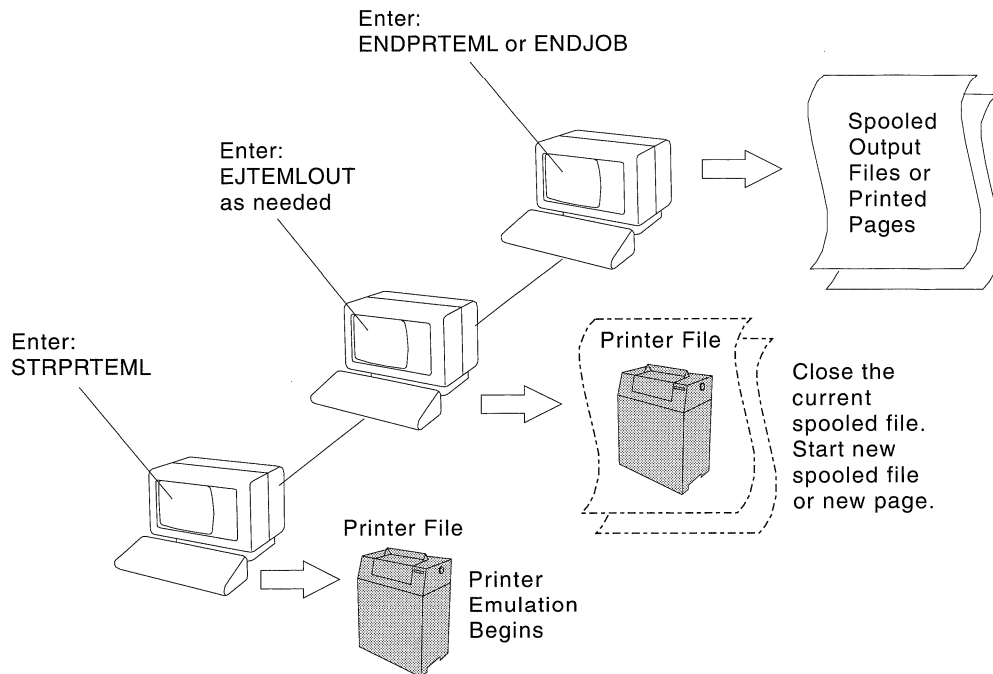 Enter:
ENDPRTEML or ENDJOB
Spooled
Output
Files or
Printed
Pages
Enter:
EJTEMLOUT
as needed
Enter:
STRPRTEML
Printer File
Close the
current
spooled file.
Start new
spooled file
or new page.
Printer File
Printer
Emulation
Begins